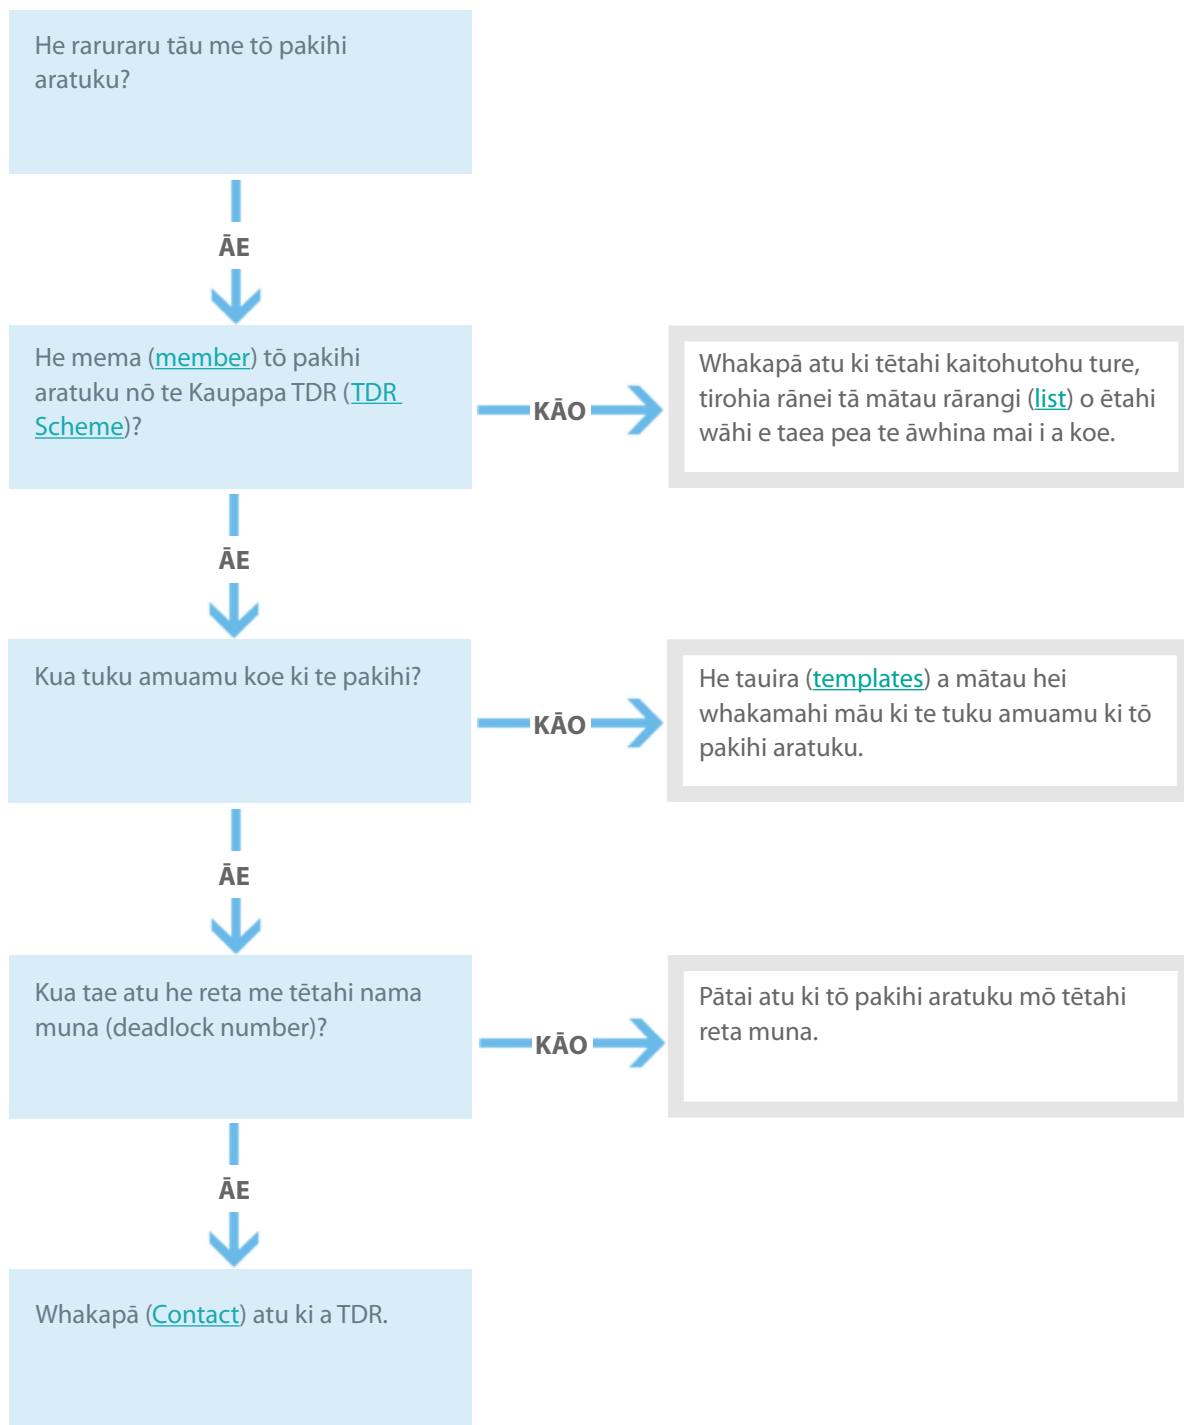 He raruraru tāu me tō pakihi
aratuku?
ĀE
He mema (member) tō pakihi
aratuku nō te Kaupapa TDR (TDR
Scheme)?
KĀO
Whakapā atu ki tētahi kaitohutohu ture,
tirohia rānei tā mātau rārangi (list) o ētahi
wāhi e taea pea te āwhina mai i a koe.
ĀE
Kua tuku amuamu koe ki te pakihi?
KĀO
He tauira (templates) a mātau hei
whakamahi māu ki te tuku amuamu ki tō
pakihi aratuku.
ĀE
Kua tae atu he reta me tētahi nama
muna (deadlock number)?
KĀO
Pātai atu ki tō pakihi aratuku mō tētahi
reta muna.
ĀE
Whakapā (Contact) atu ki a TDR.